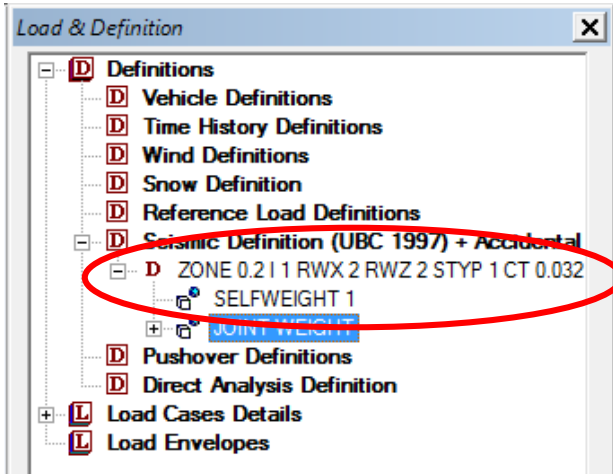 Load & Definition
D Definitions
D Vehicle Definitions
D Time History Definitions
D Wind Definitions
D Snow Definition
D Reference Load Definitions
D Seismic Definition (UBC 1997) + Accidental
D ZONE 0.2 I 1 RWX 2 RWZ 2 STYP 1 CT 0.032
SELFWEIGHT 1
JOINT WEIGHT
D Pushover Definitions
D Direct Analysis Definition
L Load Cases Details
L Load Envelopes